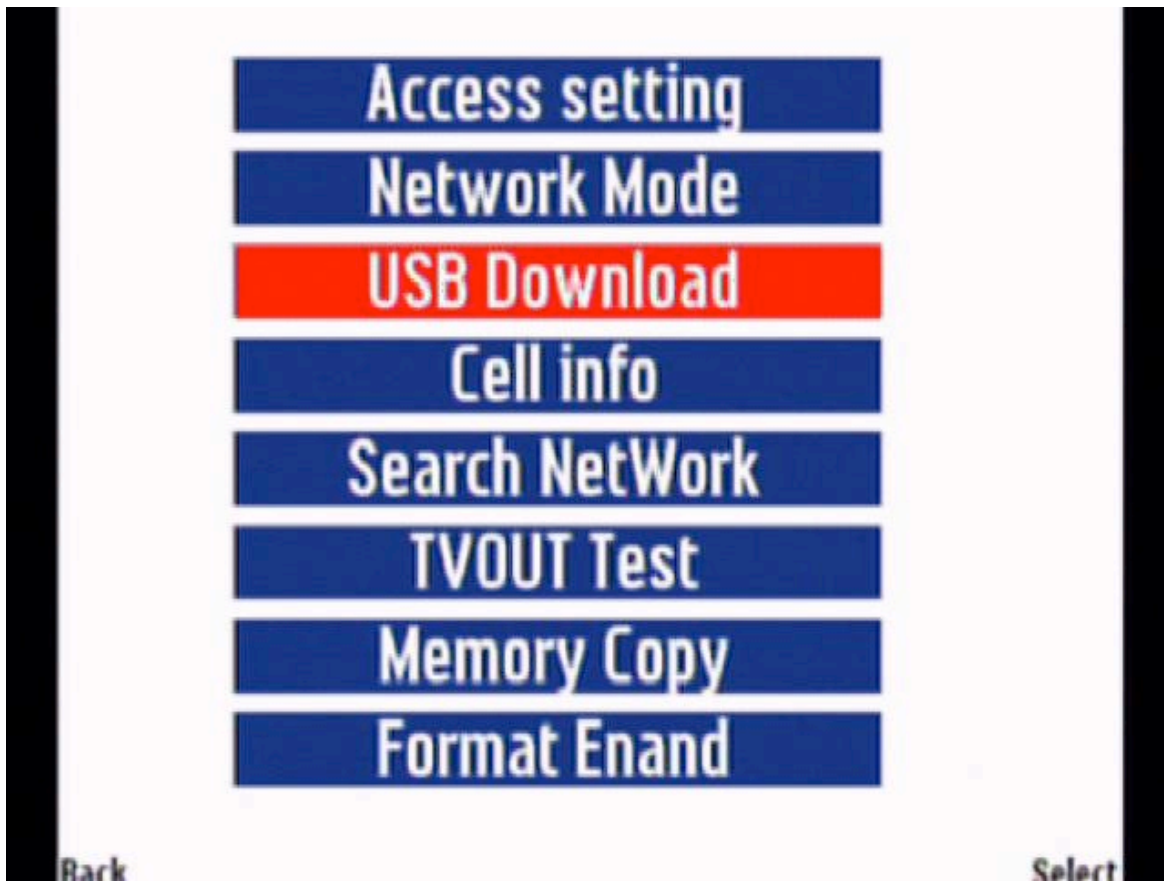 Access setting
Network Mode
USB Download
Cell info
Search NetWork
TVOUT Test
Memory Copy
Format Enand
Back
Select